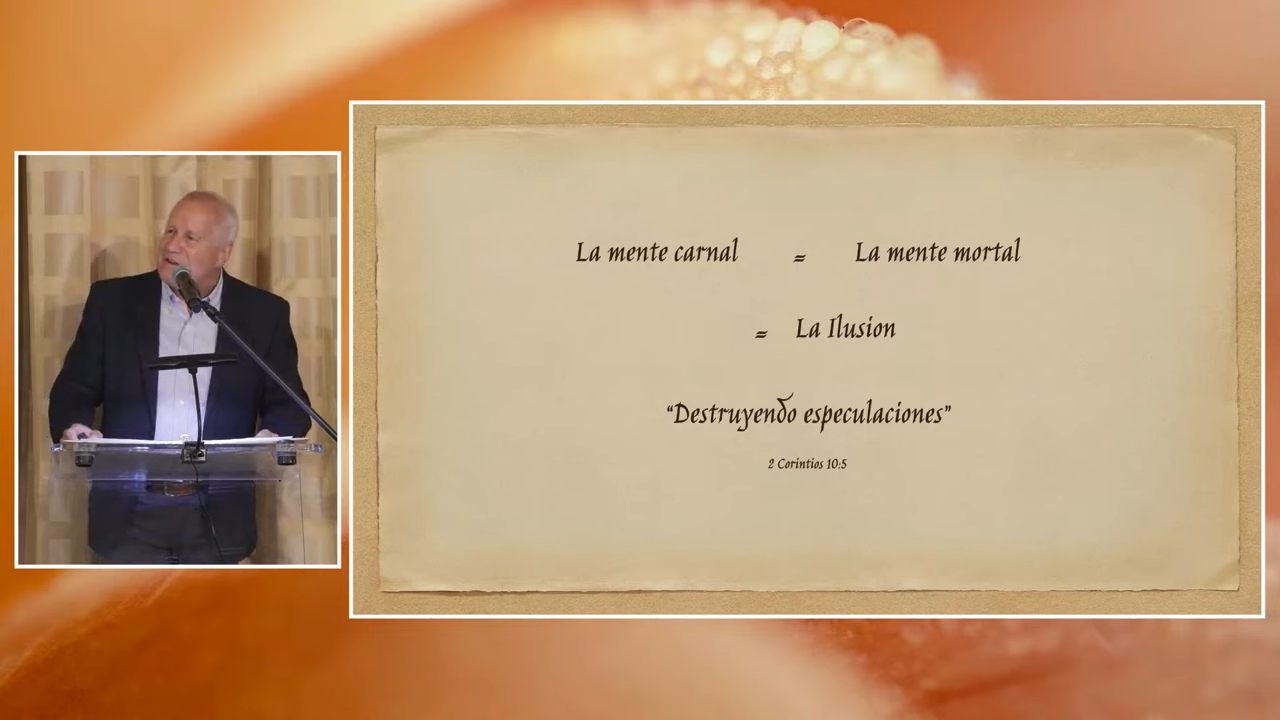 La mente carnal = La mente mortal
= La Ilusion
“Destruyendo especulaciones”
2 Corintios 10:5